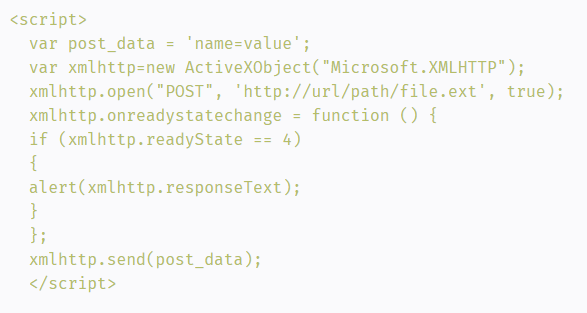 <script>
var post_data = 'name=value';
var xmlhttp=new ActiveXObject("Microsoft.XMLHTTP");
xmlhttp.open("POST", 'http://url/path/file.ext', true);
xmlhttp.onreadystatechange = function () {
if (xmlhttp.readyState == 4)
{
alert(xmlhttp.responseText);
}
};
xmlhttp.send(post_data);
</script>